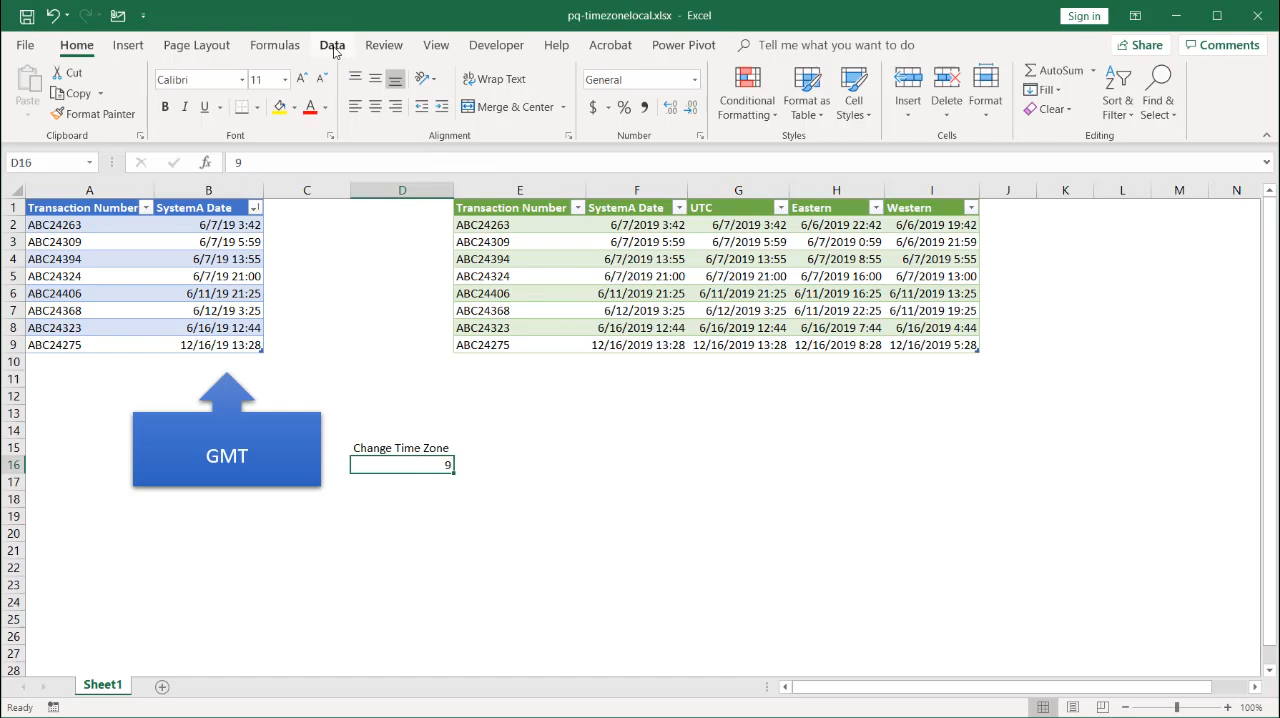 pq-timezonelocal.xlsx - Excel
Sign in
File Home Insert Page Layout Formulas Data Review View Developer Help Acrobat Power Pivot Tell me what you want to do Share Comments
Paste
Cut
Copy
Format Painter
Clipboard
Calibri 11
B I U
Font
Wrap Text
Merge & Center
Alignment
General
$ % ,
Number
Conditional Formatting
Format as Table
Cell Styles
Styles
Insert Delete Format
Cells
AutoSum
Fill
Clear
Sort & Filter
Find & Select
Editing
D16 fx 9
A B C D E F G H I J K L M N
1 Transaction Number SystemA Date Transaction Number SystemA Date UTC Eastern Western
2 ABC24263 6/7/19 3:42 ABC24263 6/7/2019 3:42 6/7/2019 3:42 6/6/2019 22:42 6/6/2019 19:42
3 ABC24309 6/7/19 5:59 ABC24309 6/7/2019 5:59 6/7/2019 5:59 6/7/2019 0:59 6/6/2019 21:59
4 ABC24394 6/7/19 13:55 ABC24394 6/7/2019 13:55 6/7/2019 13:55 6/7/2019 8:55 6/7/2019 5:55
5 ABC24324 6/7/19 21:00 ABC24324 6/7/2019 21:00 6/7/2019 21:00 6/7/2019 16:00 6/7/2019 13:00
6 ABC24406 6/11/19 21:25 ABC24406 6/11/2019 21:25 6/11/2019 21:25 6/11/2019 16:25 6/11/2019 13:25
7 ABC24368 6/12/19 3:25 ABC24368 6/12/2019 3:25 6/12/2019 3:25 6/11/2019 22:25 6/11/2019 19:25
8 ABC24323 6/16/19 12:44 ABC24323 6/16/2019 12:44 6/16/2019 12:44 6/16/2019 7:44 6/16/2019 4:44
9 ABC24275 12/16/19 13:28 ABC24275 12/16/2019 13:28 12/16/2019 13:28 12/16/2019 8:28 12/16/2019 5:28
10
11
12
13
14
GMT
15 Change Time Zone
16 9
17
18
19
20
21
22
23
24
25
26
27
28
Sheet1
Ready
100%